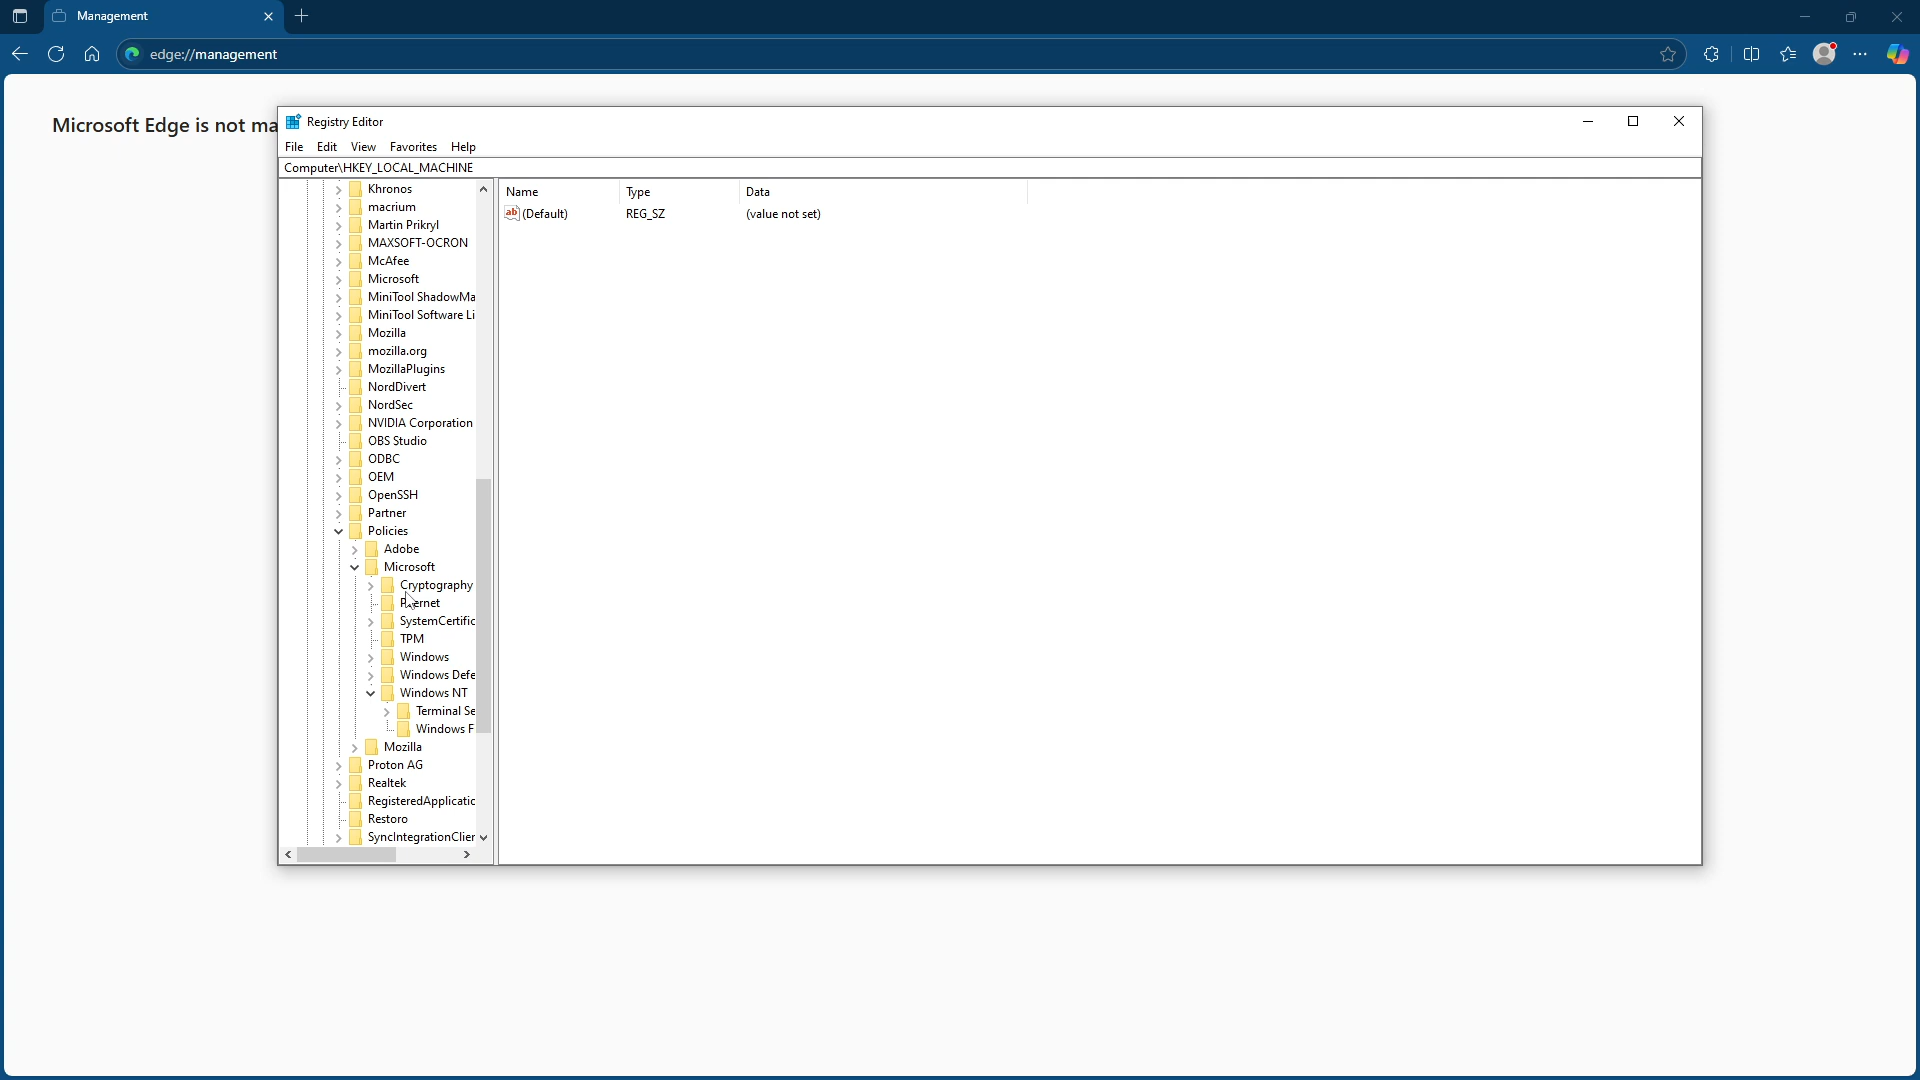 Management
edge://management
Microsoft Edge is not ma
Registry Editor
File Edit View Favorites Help
Computer\HKEY_LOCAL_MACHINE
Name Type Data
(Default) REG_SZ (value not set)
Khronos
macrium
Martin Prikryl
MAXSOFT-OCRON
McAfee
Microsoft
MiniTool ShadowMa
MiniTool Software Li
Mozilla
mozilla.org
MozillaPlugins
NordDivert
NordSec
NVIDIA Corporation
OBS Studio
ODBC
OEM
OpenSSH
Partner
Policies
Adobe
Microsoft
Cryptography
SystemCertific
TPM
Windows
Windows Defe
Windows NT
Terminal Se
Windows F
Mozilla
Proton AG
Realtek
RegisteredApplicatio
Restoro
SyncIntegrationClien